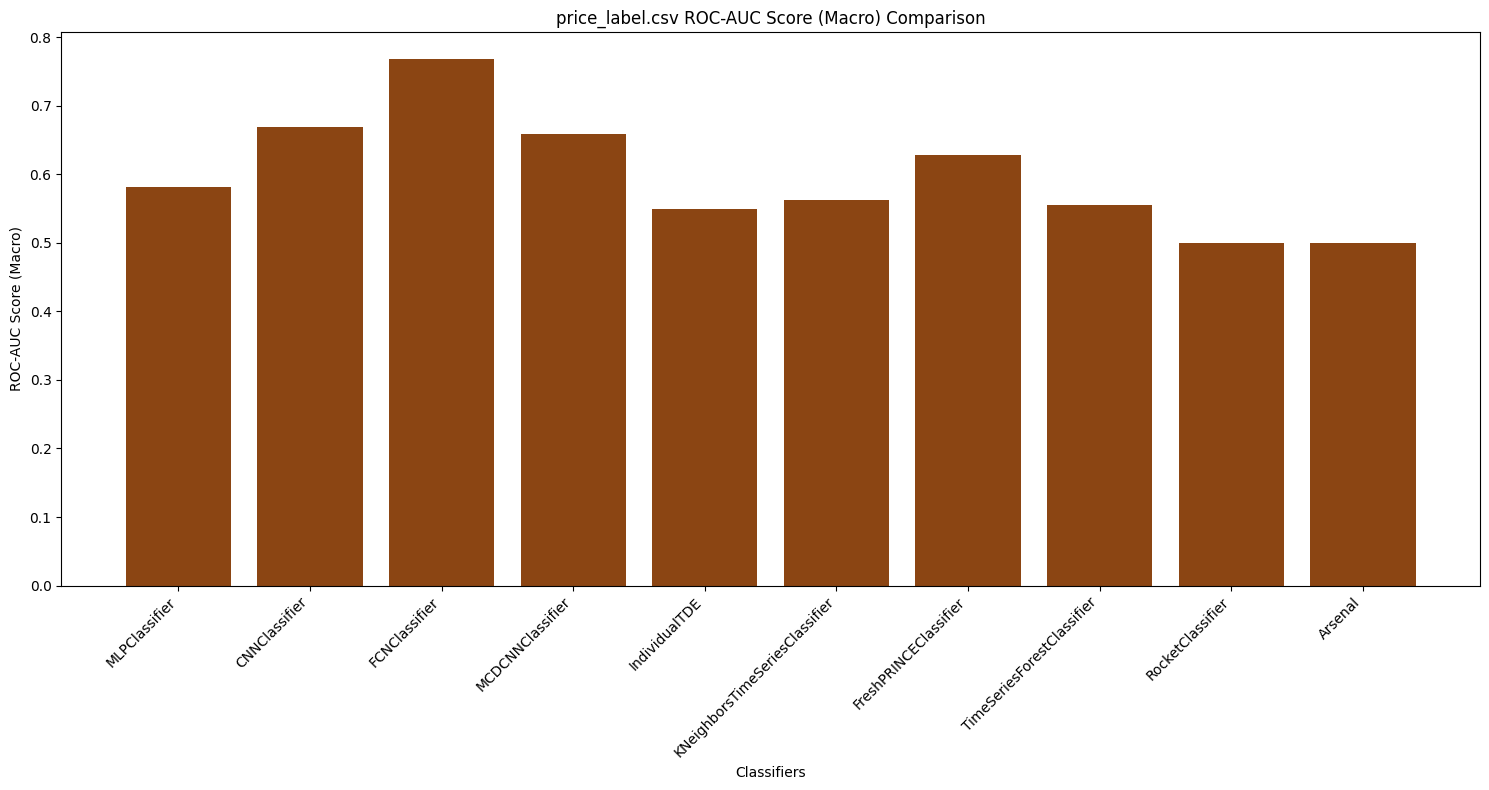 price_label.csv ROC-AUC Score (Macro) Comparison
ROC-AUC Score (Macro)
0.8
0.7
0.6
0.5
0.4
0.3
0.2
0.1
0.0
MLPClassifier
CNNClassifier
FCNClassifier
MCDCNNClassifier
IndividualTDE
KNeighborsTimeSeriesClassifier
FreshPRINCEClassifier
TimeSeriesForestClassifier
RocketClassifier
Arsenal
Classifiers